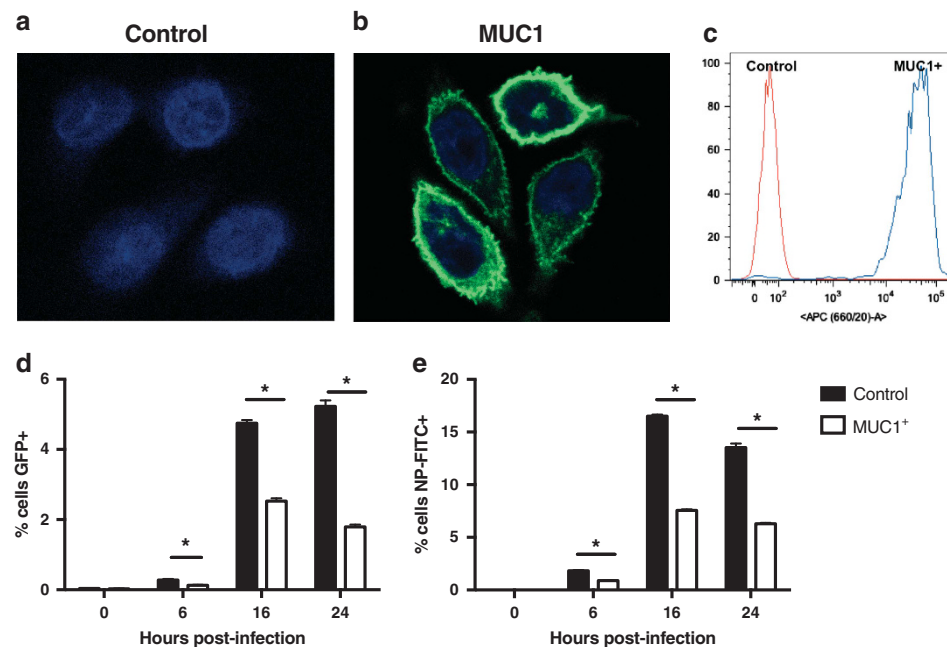 a
Control
b
MUC1
c
Control
MUC1+
100
80
60
40
20
0
0 10² 10³ 10⁴ 10⁵
<APC (660/20)-A>
d
% cells GFP+
6
4
2
0
0 6 16 24
Hours post-infection
* * *
e
% cells NP-FITC+
20
15
10
5
0
0 6 16 24
Hours post-infection
* * *
Control
MUC1⁺